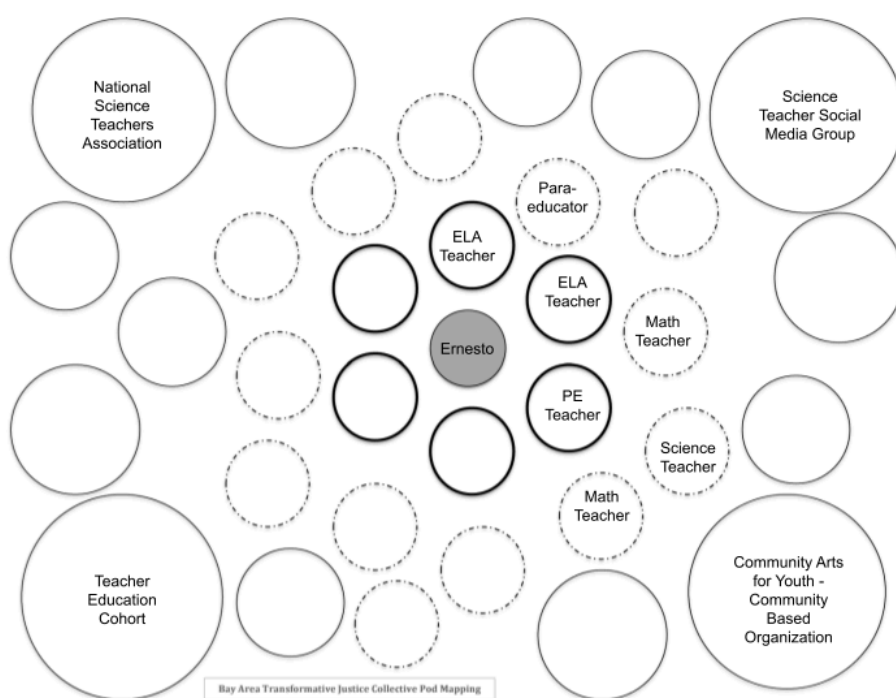 National
Science
Teachers
Association
Science
Teacher Social
Media Group
Para-
educator
ELA
Teacher
ELA
Teacher
Math
Teacher
Ernesto
PE
Teacher
Science
Teacher
Math
Teacher
Teacher
Education
Cohort
Community Arts
for Youth -
Community
Based
Organization
Bay Area Transformative Justice Collective Pod Mapping